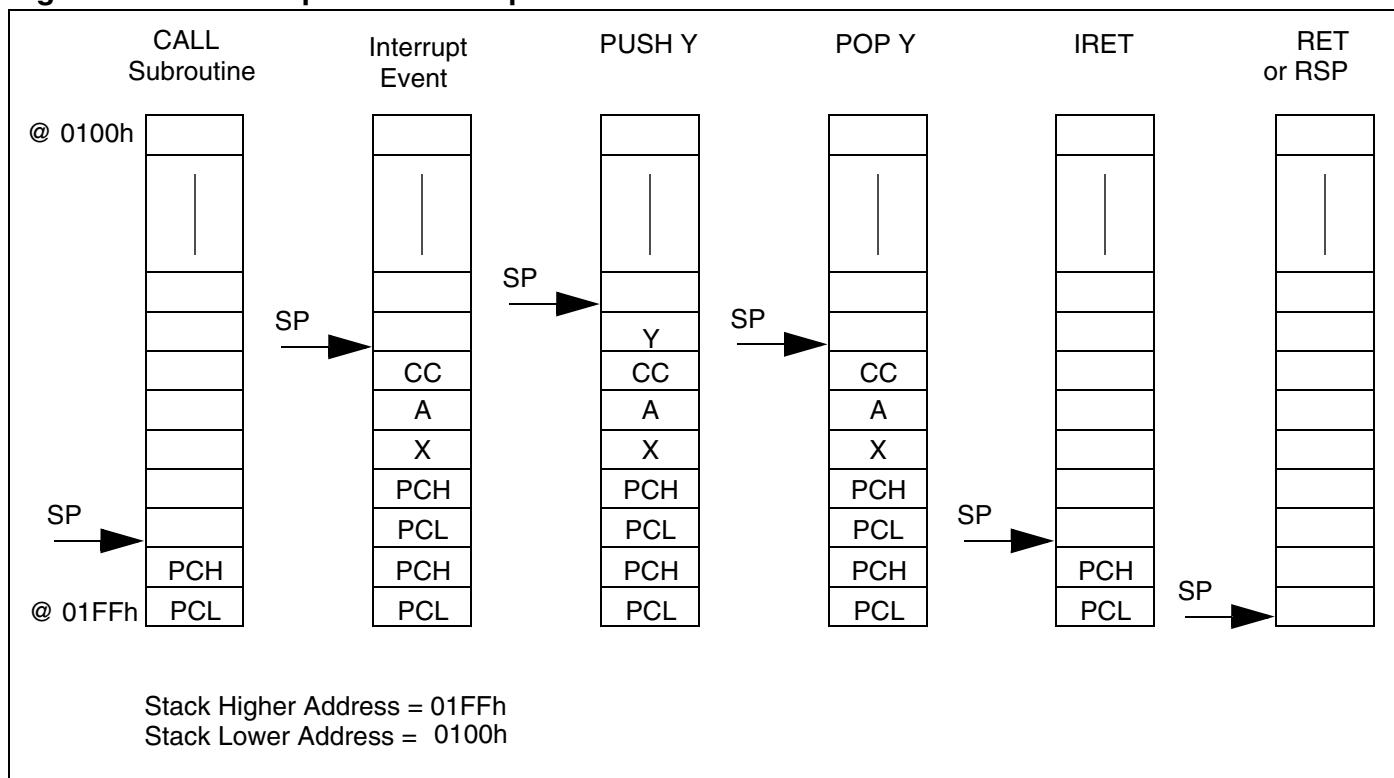 CALL Subroutine
Interrupt Event
PUSH Y
POP Y
IRET
RET or RSP
@ 0100h
SP
SP
SP
Y
CC CC CC
A A A
X X X
PCH PCH PCH
SP PCL PCL PCL SP
PCH PCH PCH PCH PCH
SP
@ 01FFh PCL PCL PCL PCL PCL
Stack Higher Address = 01FFh
Stack Lower Address = 0100h